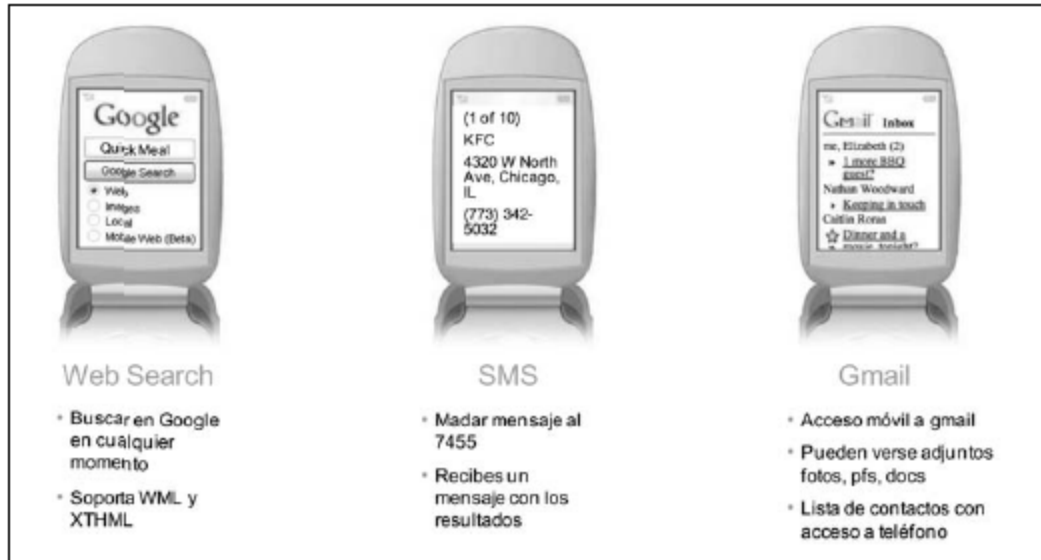 Google
Quick Meal
Google Search
Web
Images
Local
Mobile Web (Beta)
Web Search
• Buscar en Google
en cualquier
momento
• Soporta WML y
XTHML
(1 of 10)
KFC
4320 W North
Ave, Chicago,
IL
(773) 342-
5032
SMS
• Madar mensaje al
7455
• Recibes un
mensaje con los
resultados
Gmail Inbox
me, Elizabeth (2)
» 1 more BBQ
guest?
Nathan Woodward
› Keeping in touch
Caitlin Roran
☆ Dinner and a
movie, tonight?
Gmail
• Acceso móvil a gmail
• Pueden verse adjuntos
fotos, pfs, docs
• Lista de contactos con
acceso a teléfono